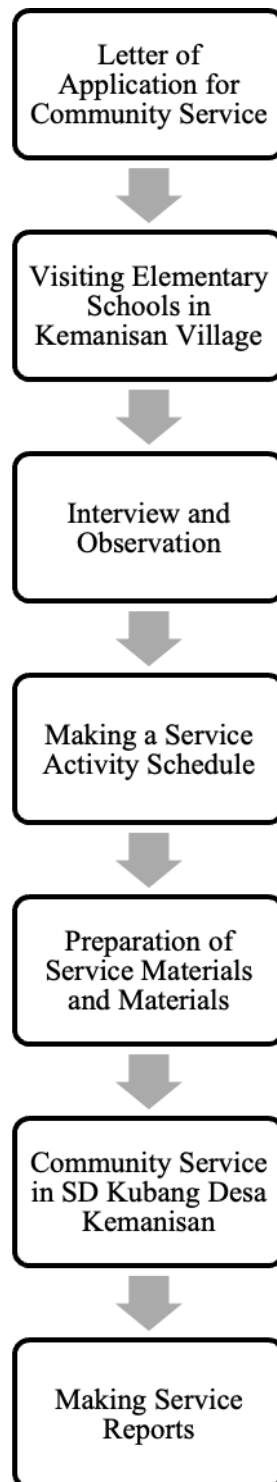 Letter of
Application for
Community Service
Visiting Elementary
Schools in
Kemanisan Village
Interview and
Observation
Making a Service
Activity Schedule
Preparation of
Service Materials
and Materials
Community Service
in SD Kubang Desa
Kemanisan
Making Service
Reports